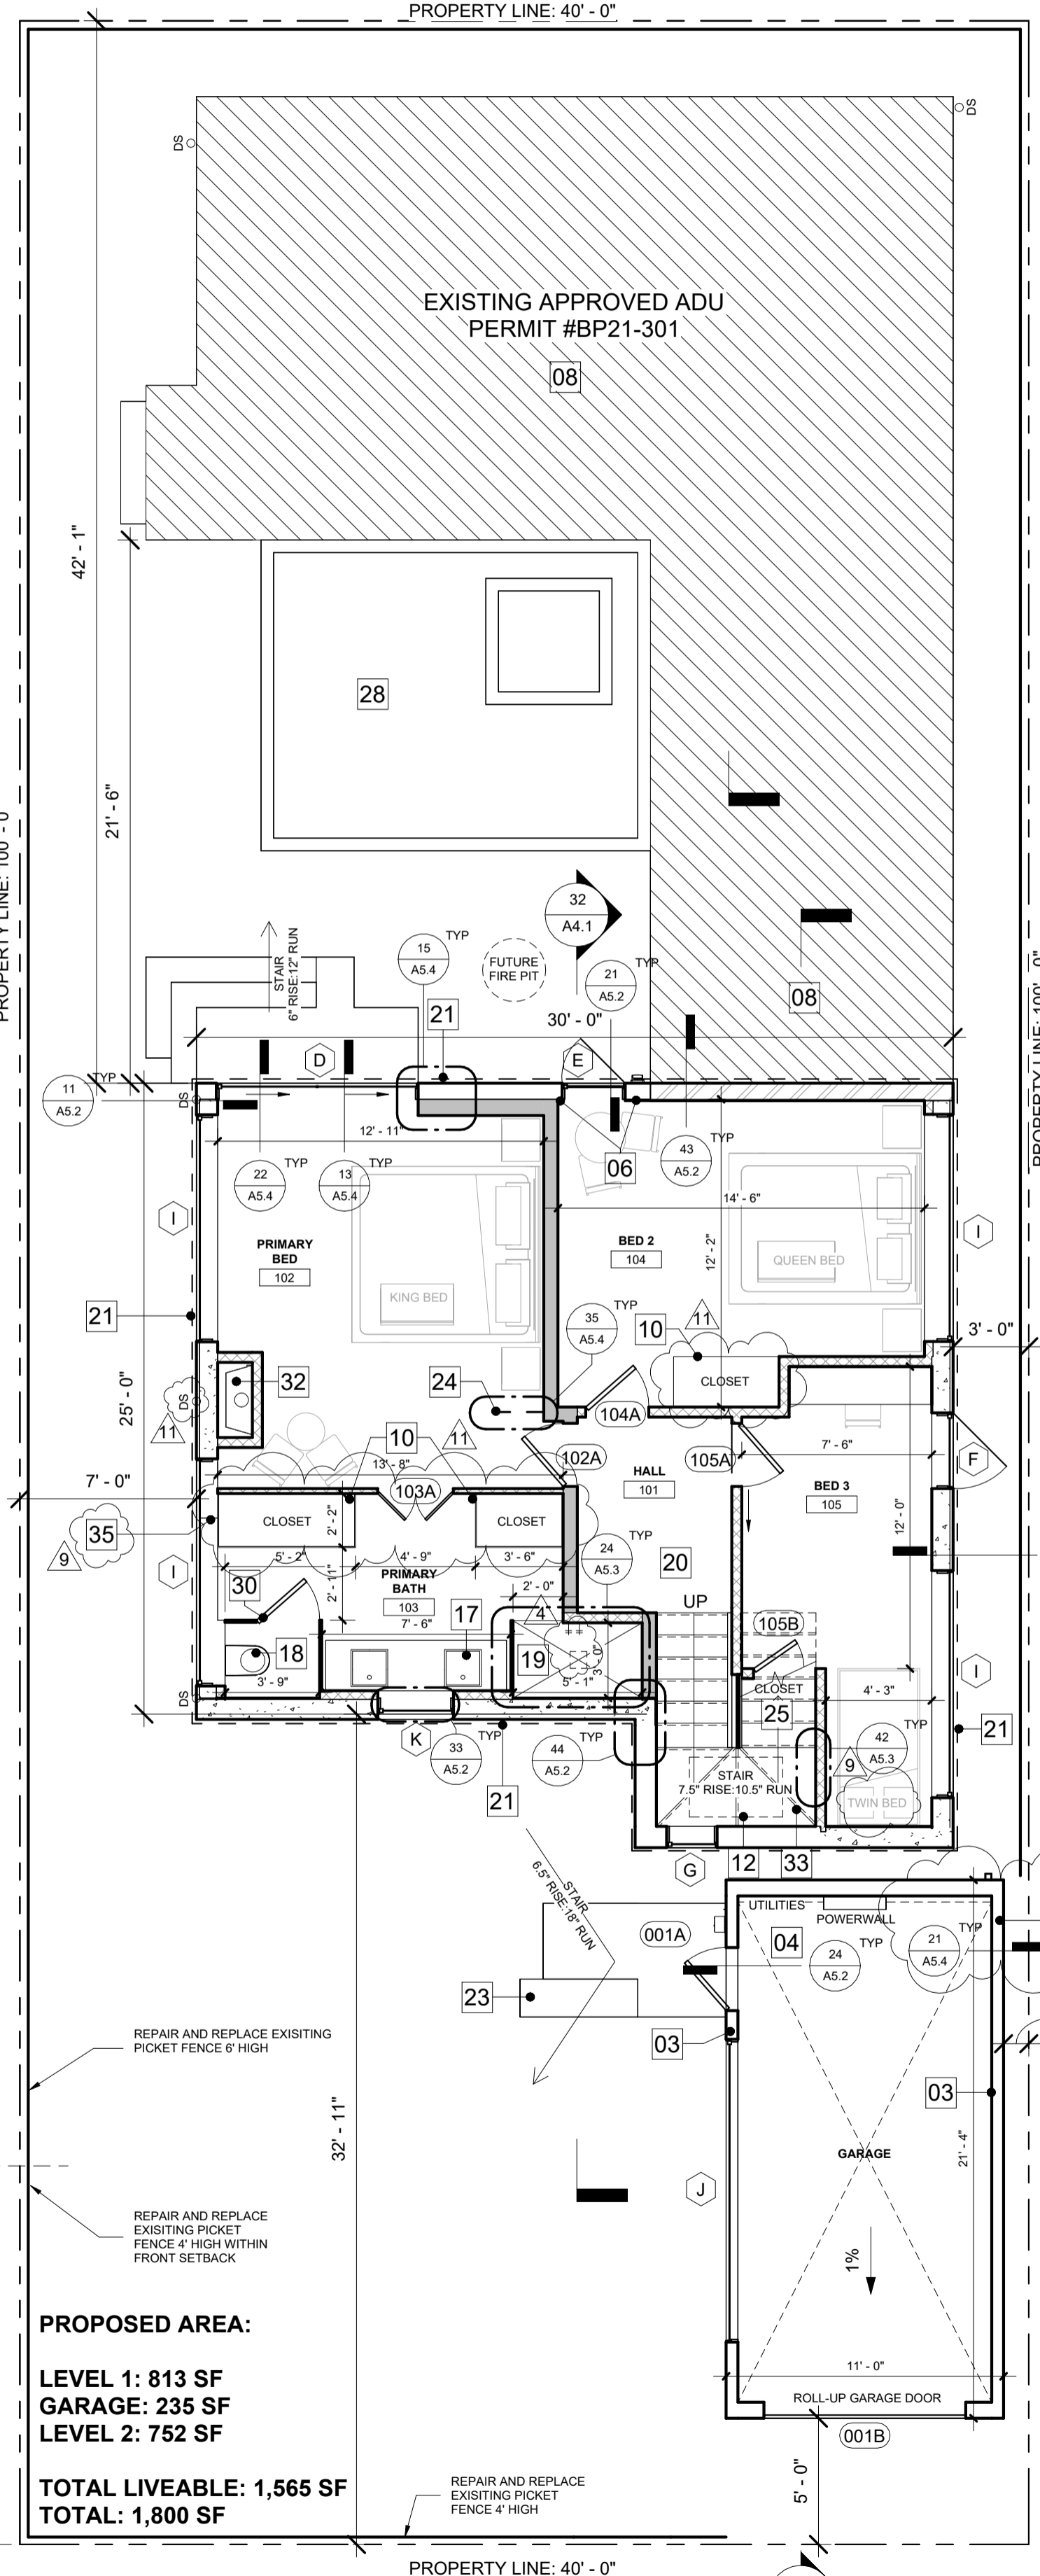 PROPERTY LINE: 40' - 0"
DS
DS
EXISTING APPROVED ADU
PERMIT #BP21-301
08
42' - 1"
21' - 6"
28
PROPERTY LINE: 100' - 0
PROPERTY LINE: 100' - 0"
32
A4.1
STAIR
6" RISE:12" RUN
15
A5.4
TYP
FUTURE
FIRE PIT
21
A5.2
TYP
08
21
30' - 0"
D
E
11
A5.2
TYP
DS
12' - 11"
06
43
A5.2
TYP
22
A5.4
TYP
13
A5.4
TYP
14' - 6"
I
I
PRIMARY
BED
102
BED 2
104
12' - 2"
QUEEN BED
KING BED
21
35
A5.4
TYP
10
11
3' - 0"
25' - 0"
32
24
CLOSET
DS
11
10
11
104A
7' - 6"
F
13' - 8"
102A
105A
7' - 0"
103A
HALL
101
BED 3
105
35
9
CLOSET
2' - 2"
CLOSET
12' - 0"
24
A5.3
TYP
5' - 2"
4' - 9"
3' - 6"
20
I
30
2' - 11"
PRIMARY
BATH
103
2' - 0"
UP
4
7' - 6"
17
105B
18
19
3' - 0"
I
3' - 9"
5' - 1"
CLOSET
4' - 3"
DS
25
K
33
A5.2
TYP
44
A5.2
TYP
42
A5.3
TYP
21
9
STAIR
7.5" RISE:10.5" RUN
TWIN BED
21
G
12
33
STAIR
6.5" RISE:18" RUN
UTILITIES
POWERWALL
001A
04
24
A5.2
TYP
21
A5.4
TYP
23
03
REPAIR AND REPLACE EXISITING
PICKET FENCE 6' HIGH
03
32' - 11"
GARAGE
21' - 4"
J
REPAIR AND REPLACE
EXISITING PICKET
FENCE 4' HIGH WITHIN
FRONT SETBACK
1%
PROPOSED AREA:
LEVEL 1: 813 SF
GARAGE: 235 SF
LEVEL 2: 752 SF
TOTAL LIVEABLE: 1,565 SF
TOTAL: 1,800 SF
11' - 0"
ROLL-UP GARAGE DOOR
001B
REPAIR AND REPLACE
EXISITING PICKET
FENCE 4' HIGH
5' - 0"
PROPERTY LINE: 40' - 0"